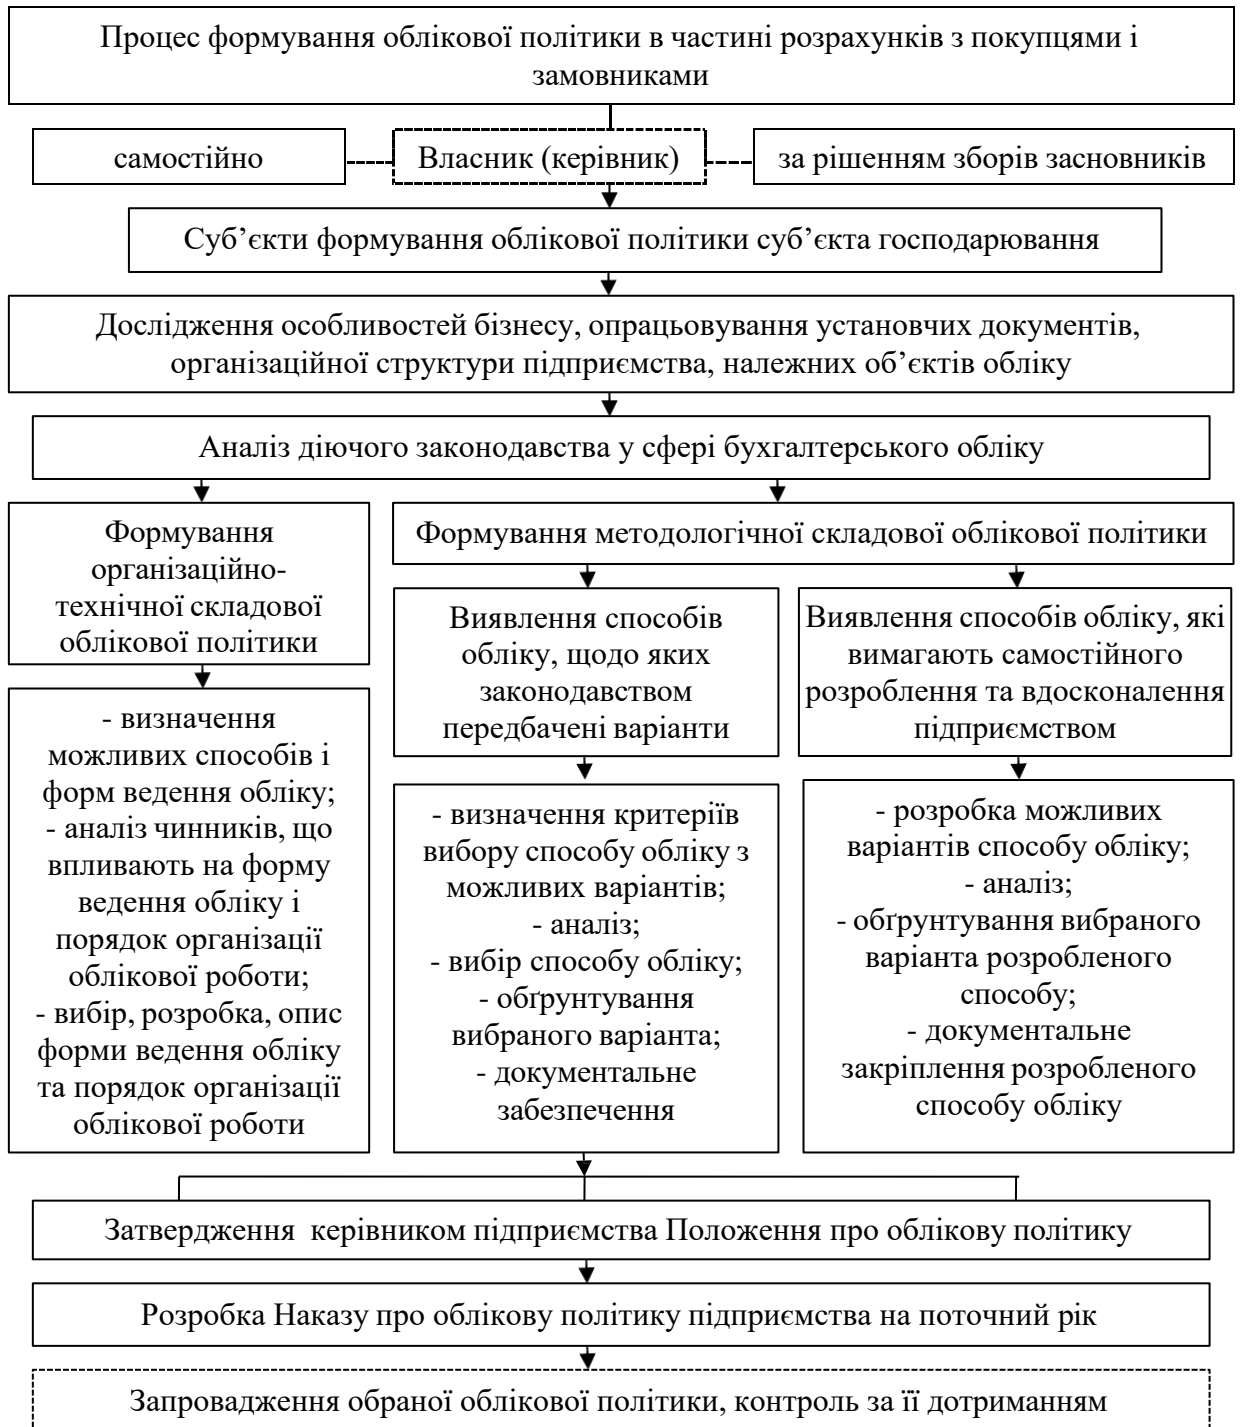 Процес формування облікової політики в частині розрахунків з покупцями і
замовниками
самостійно
Власник (керівник)
за рішенням зборів засновників
Суб’єкти формування облікової політики суб’єкта господарювання
Дослідження особливостей бізнесу, опрацьовування установчих документів,
організаційної структури підприємства, належних об’єктів обліку
Аналіз діючого законодавства у сфері бухгалтерського обліку
Формування
організаційно-
технічної складової
облікової політики
Формування методологічної складової облікової політики
Виявлення способів
обліку, щодо яких
законодавством
передбачені варіанти
Виявлення способів обліку, які
вимагають самостійного
розроблення та вдосконалення
підприємством
- визначення
можливих способів і
форм ведення обліку;
- аналіз чинників, що
впливають на форму
ведення обліку і
порядок організації
облікової роботи;
- вибір, розробка, опис
форми ведення обліку
та порядок організації
облікової роботи
- визначення критеріїв
вибору способу обліку з
можливих варіантів;
- аналіз;
- вибір способу обліку;
- обґрунтування
вибраного варіанта;
- документальне
забезпечення
- розробка можливих
варіантів способу обліку;
- аналіз;
- обґрунтування вибраного
варіанта розробленого
способу;
- документальне
закріплення розробленого
способу обліку
Затвердження керівником підприємства Положення про облікову політику
Розробка Наказу про облікову політику підприємства на поточний рік
Запровадження обраної облікової політики, контроль за її дотриманням